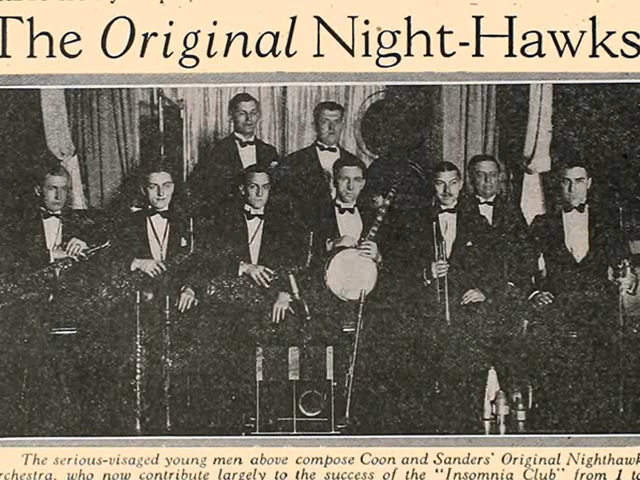 The Original Night-Hawks
The serious-visaged young men above compose Coon and Sanders' Original Nighthawk
rchestra, who now contribute largely to the success of the "Insomnia Club" from 1 to